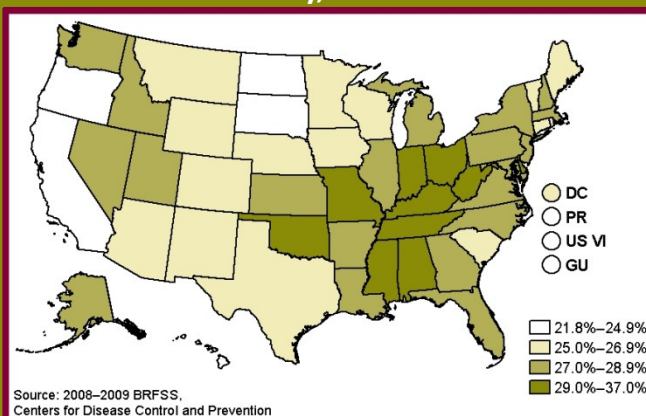 DC
PR
US VI
GU
21.8%–24.9%
25.0%–26.9%
27.0%–28.9%
29.0%–37.0%
Source: 2008–2009 BRFSS,
Centers for Disease Control and Prevention